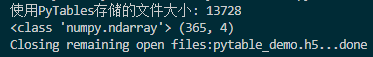 使用PyTables存储的文件大小: 13728
<class 'numpy.ndarray'> (365, 4)
Closing remaining open files:pytable_demo.h5...done